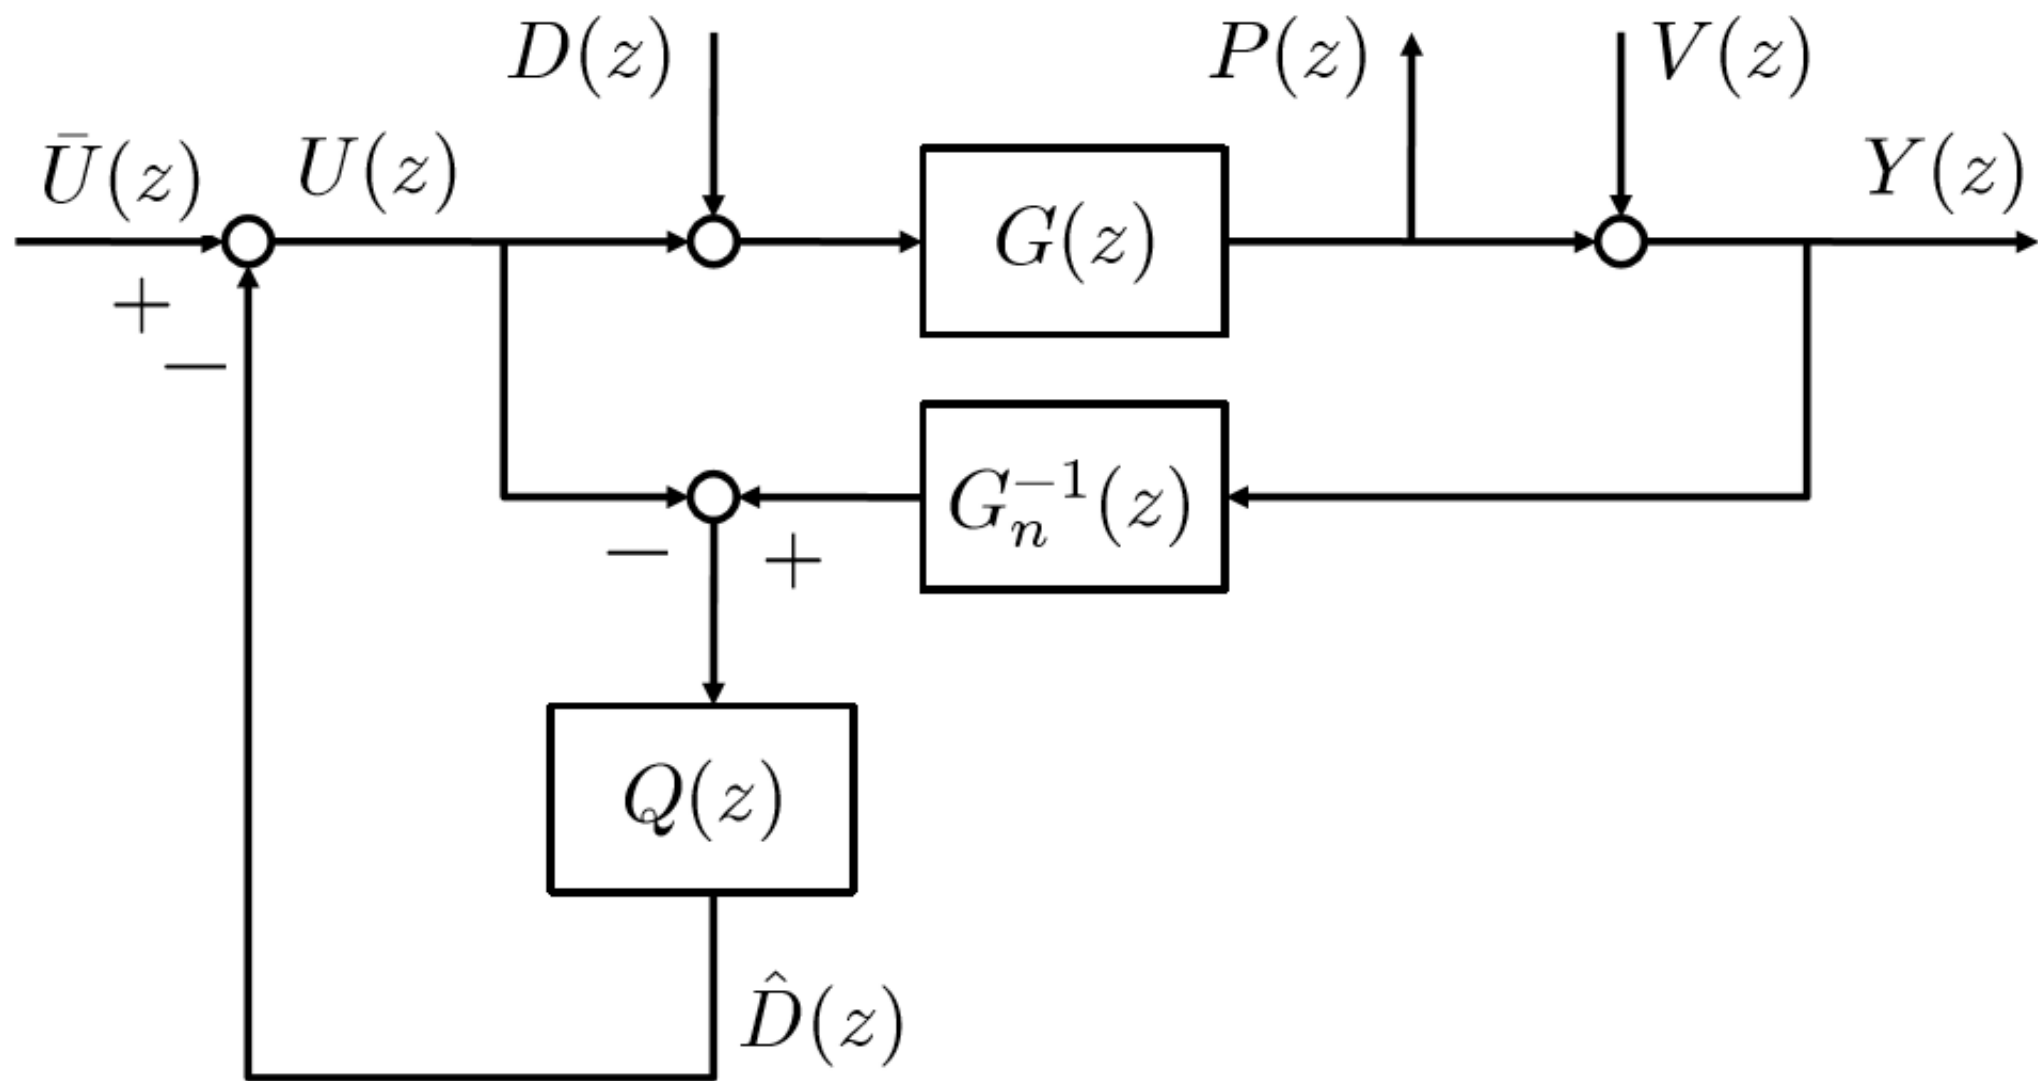 D(z)
P(z)
V(z)
Ū(z)
U(z)
Y(z)
G(z)
+
−
G_n^{-1}(z)
−
+
Q(z)
D̂(z)